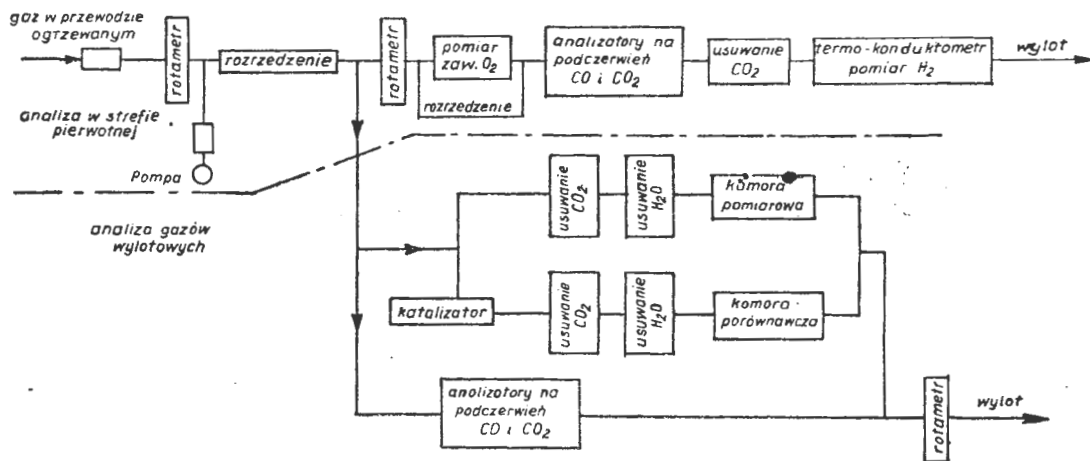 gaz w przewodzie
ogrzewanym
rotametr
rozrzedzenie
rotametr
pomiar
zaw. O₂
rozrzedzenie
analizatory na
podczerwień
CO i CO₂
usuwanie
CO₂
termo-konduktometr
pomiar H₂
wylot
analiza w strefie
pierwotnej
Pompa
analiza gazów
wylotowych
usuwanie
CO₂
usuwanie
H₂O
komora
pomiarowa
katalizator
usuwanie
CO₂
usuwanie
H₂O
komora
porównawcza
analizatory na
podczerwień
CO i CO₂
rotametr
wylot